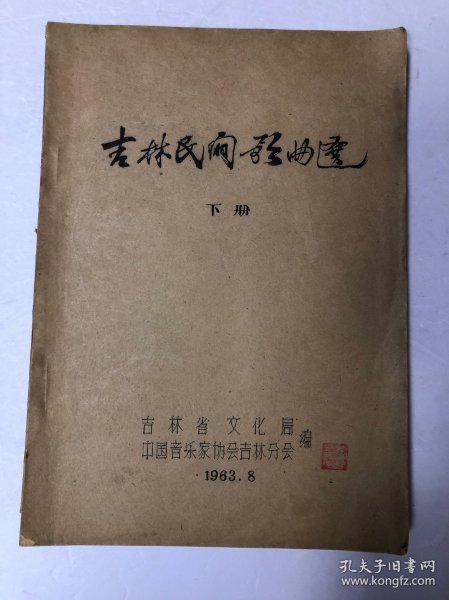 吉林民间歌曲选
下册
吉林省文化局
中国音乐家协会吉林分会
编
1963.8
孔夫子旧书网
www.kongfz.com